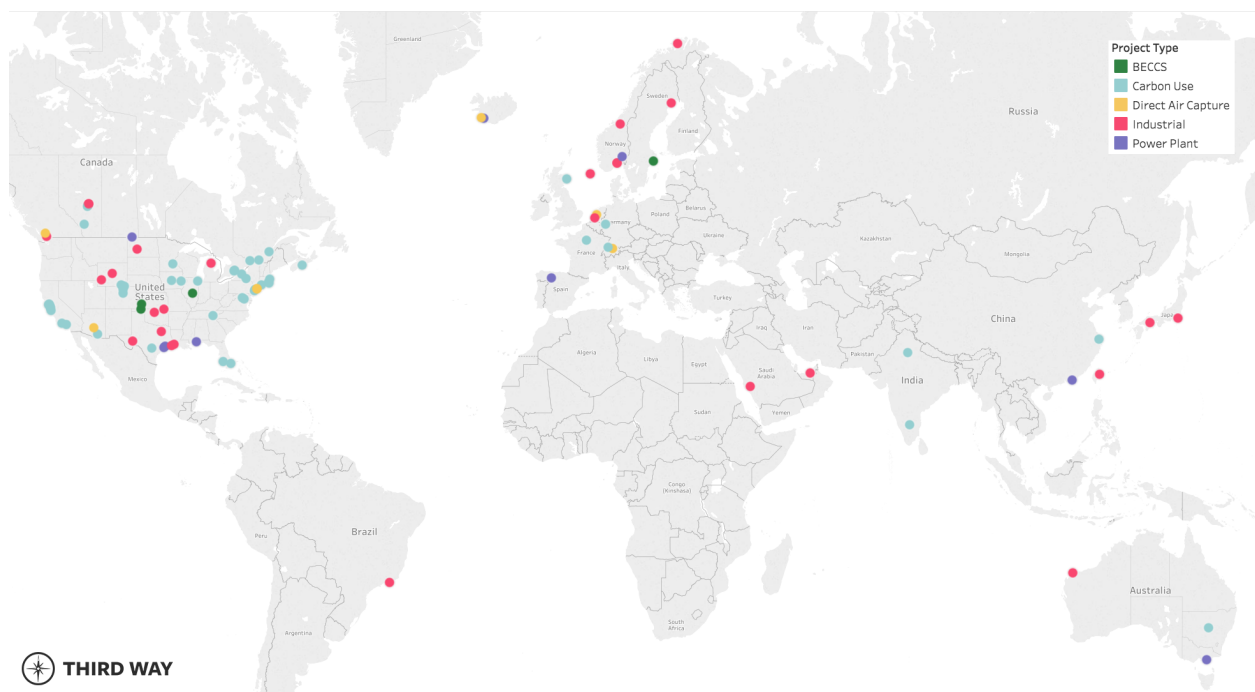 Greenland
Project Type
BECCS
Carbon Use
Direct Air Capture
Industrial
Power Plant
Russia
Sweden
Finland
Norway
Canada
Belarus
Poland
rmany
Ukraine
Kazakhstan
Mongolia
France
Italy
United
States
Spain
Turkey
China
Japa
Iraq
Iran
Algeria
Libya
Egypt
Pakistan
Saudi
Arabia
India
Mexico
Sudan
Yemen
Congo
(Kinshasa)
Peru
Brazil
Australia
South
Africa
Argentina
THIRD WAY